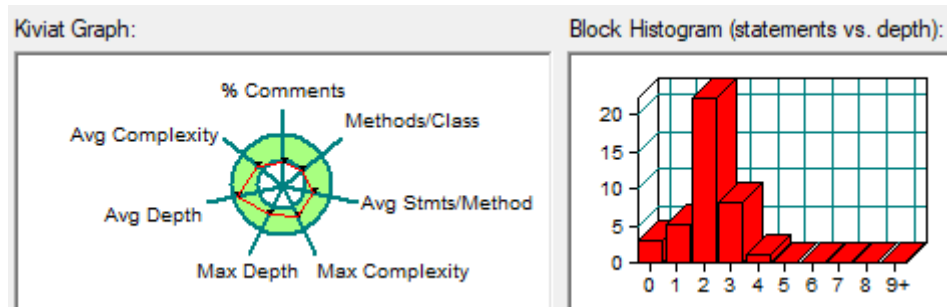 Kiviat Graph:
% Comments
Methods/Class
Avg Complexity
Avg Stmts/Method
Avg Depth
Max Depth
Max Complexity
Block Histogram (statements vs. depth):
20
15
10
5
0
0 1 2 3 4 5 6 7 8 9+